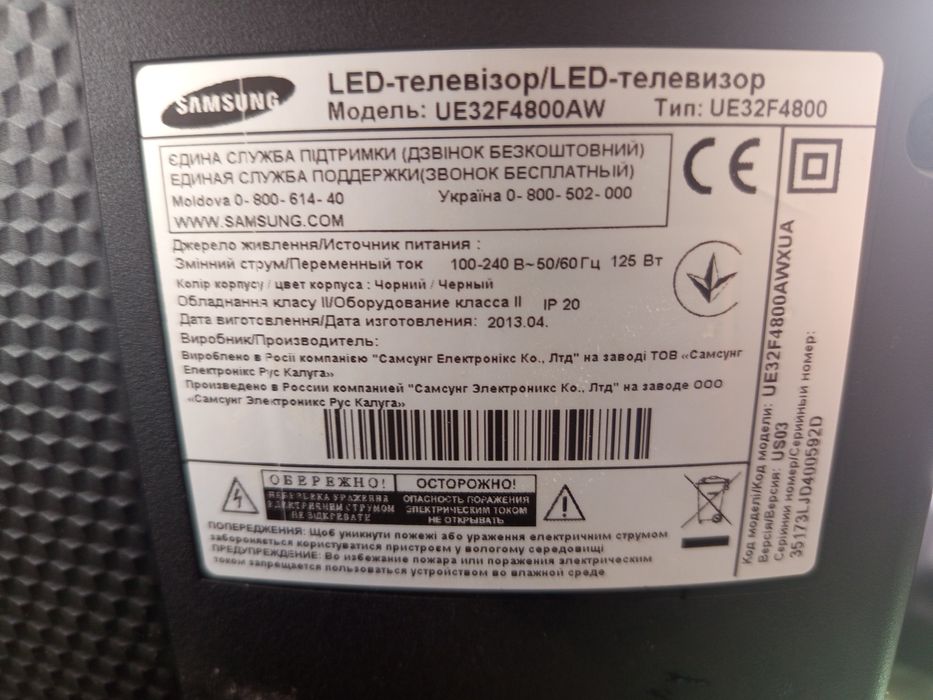 SAMSUNG
LED-телевізор/LED-телевизор
Модель: UE32F4800AW Тип: UE32F4800
ЄДИНА СЛУЖБА ПІДТРИМКИ (ДЗВІНОК БЕЗКОШТОВНИЙ)
ЕДИНАЯ СЛУЖБА ПОДДЕРЖКИ(ЗВОНОК БЕСПЛАТНЫЙ)
Moldova 0- 800- 614- 40 Україна 0- 800- 502- 000
WWW.SAMSUNG.COM
CE
Джерело живлення/Источник питания :
Змінний струм/Переменный ток 100-240 В~ 50/60 Гц 125 Вт
Колір корпусу / цвет корпуса : Чорний / Черный
Обладнання класу II/Оборудование класса II IP 20
Дата виготовлення/Дата изготовления: 2013.04.
Виробник/Производитель:
Вироблено в Росії компанією "Самсунг Електронікс Ко., Лтд" на заводі ТОВ «Самсунг
Електронікс Рус Калуга»
Произведено в России компанией "Самсунг Электроникс Ко., Лтд" на заводе ООО
«Самсунг Электроникс Рус Калуга»
ОБЕРЕЖНО! ОСТОРОЖНО!
НЕБЕЗПЕКА УРАЖЕННЯ
ЕЛЕКТРИЧНИМ СТРУМОМ
НЕ ВІДКРИВАТИ
ОПАСНОСТЬ ПОРАЖЕНИЯ
ЭЛЕКТРИЧЕСКИМ ТОКОМ
НЕ ОТКРЫВАТЬ
ПОПЕРЕДЖЕННЯ: Щоб уникнути пожежі або ураження електричним струмом
забороняється користуватися пристроєм у вологому середовищі
ПРЕДУПРЕЖДЕНИЕ: Во избежание пожара или поражения электрическим
током запрещается пользоваться устройством во влажной среде
Код моделі/Код модели: UE32F4800AWXUA
Версія/Версия: US03
Серійний номер/Серийный номер:
35173LJD400592D